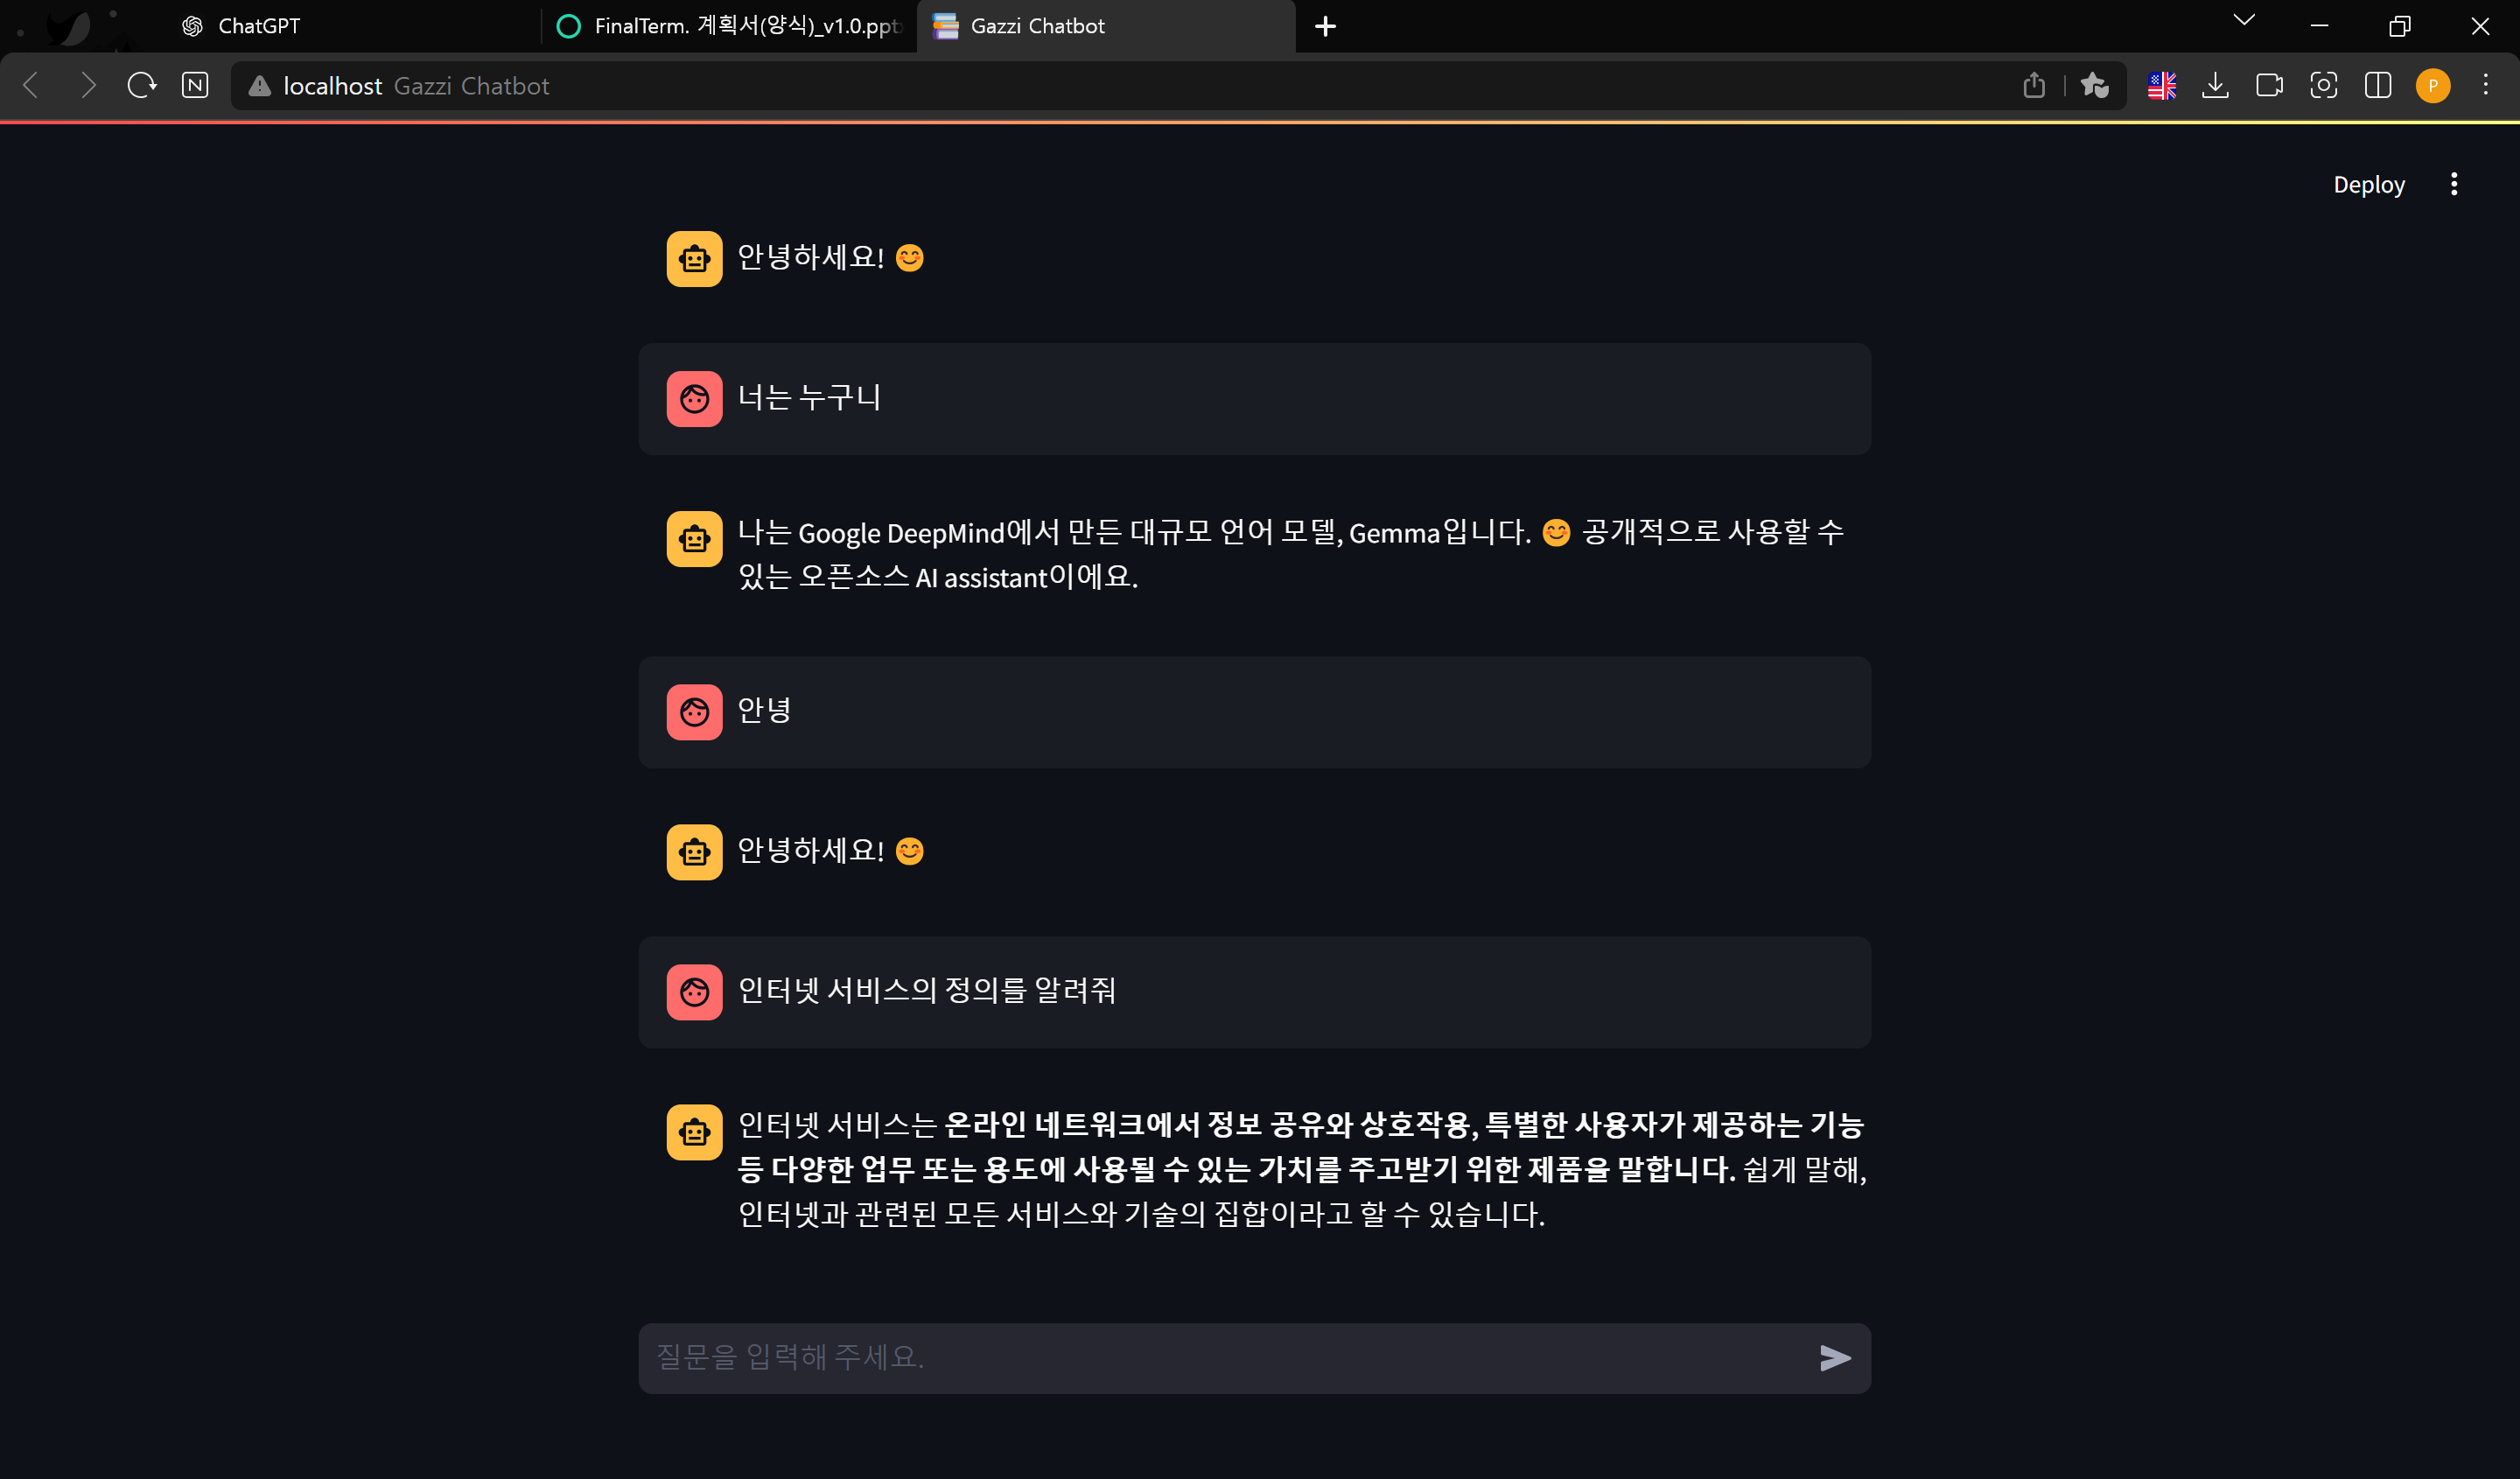 ChatGPT
FinalTerm. 계획서(양식)_v1.0.ppt
Gazzi Chatbot
N
localhost Gazzi Chatbot
P
Deploy
안녕하세요! 😊
너는 누구니
나는 Google DeepMind에서 만든 대규모 언어 모델, Gemma입니다. 😊 공개적으로 사용할 수
있는 오픈소스 AI assistant이에요.
안녕
안녕하세요! 😊
인터넷 서비스의 정의를 알려줘
인터넷 서비스는 온라인 네트워크에서 정보 공유와 상호작용, 특별한 사용자가 제공하는 기능
등 다양한 업무 또는 용도에 사용될 수 있는 가치를 주고받기 위한 제품을 말합니다. 쉽게 말해,
인터넷과 관련된 모든 서비스와 기술의 집합이라고 할 수 있습니다.
질문을 입력해 주세요.